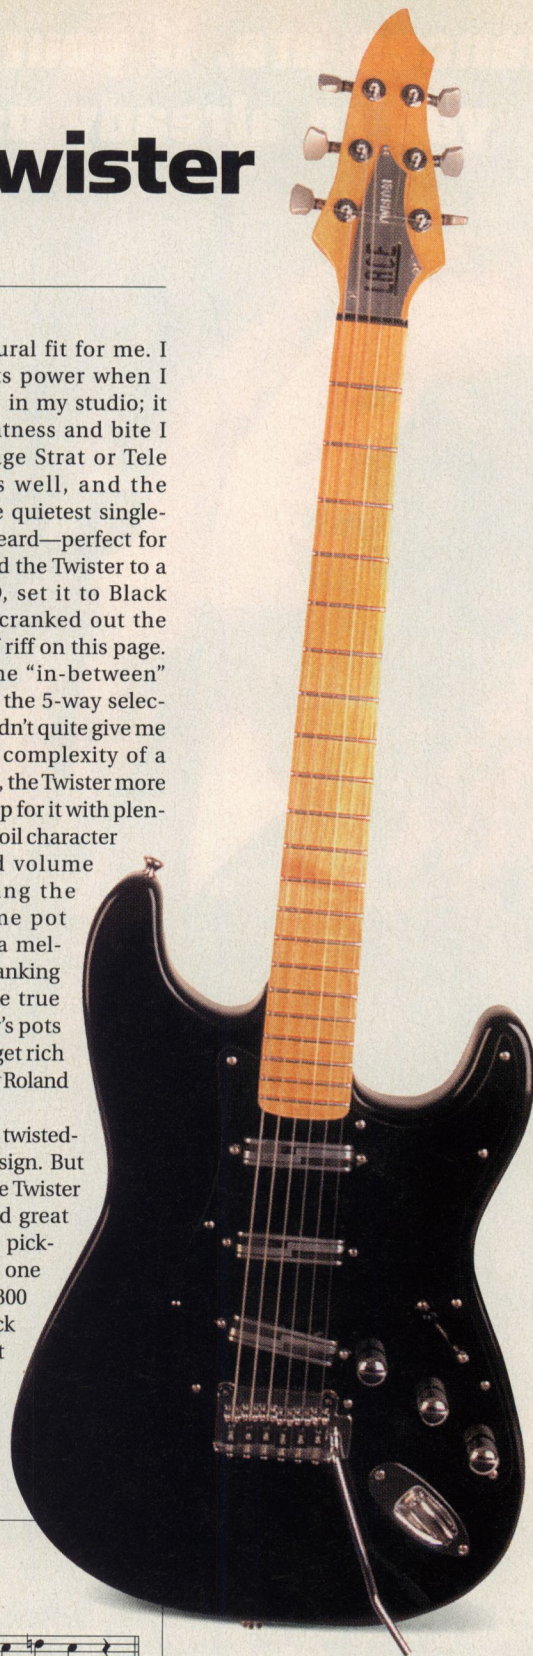 wister
ural fit for me. I
ts power when I
in my studio; it
tness and bite I
ge Strat or Tele
s well, and the
e quietest single-
eard—perfect for
d the Twister to a
, set it to Black
cranked out the
riff on this page.
ne “in-between”
the 5-way selec-
dn’t quite give me
complexity of a
, the Twister more
p for it with plen-
oil character
d volume
ing the
ne pot
a mel-
anking
e true
’s pots
get rich
Roland
twisted-
sign. But
e Twister
d great
pick-
one
300
ck
t
LACE
TWISTER